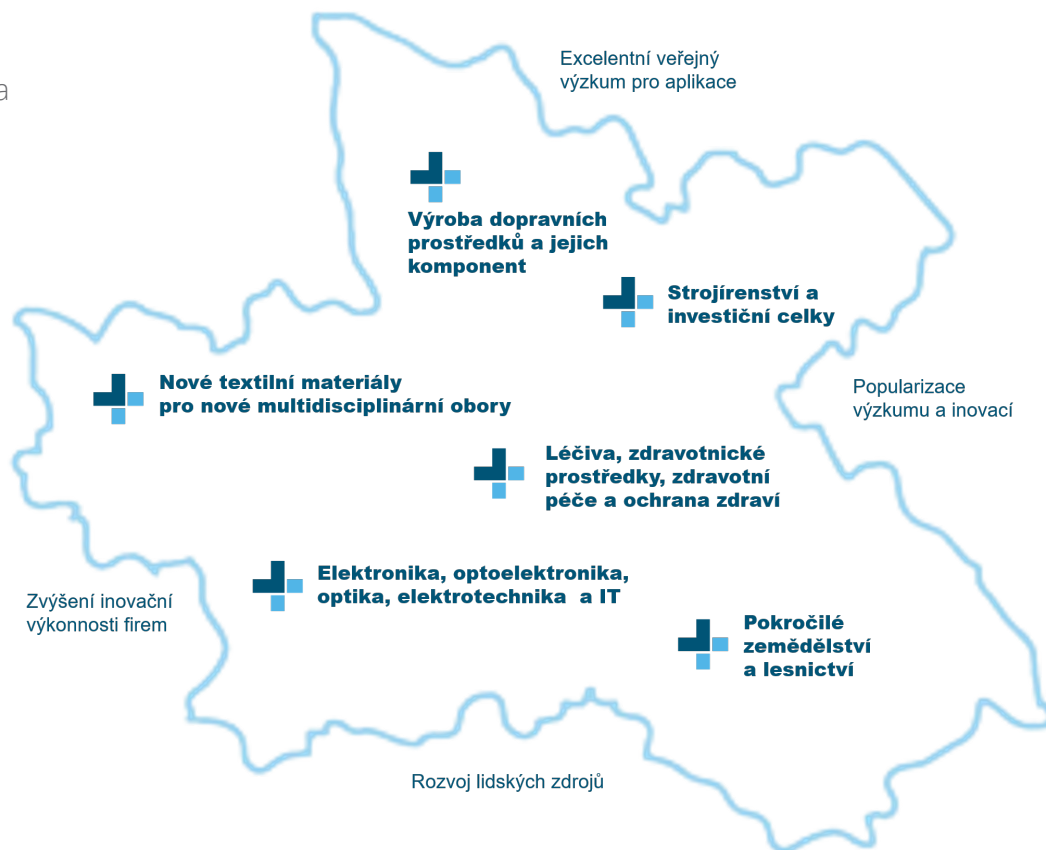 a
Excelentní veřejný
výzkum pro aplikace
Výroba dopravních
prostředků a jejich
komponent
Strojírenství a
investiční celky
Nové textilní materiály
pro nové multidisciplinární obory
Popularizace
výzkumu a inovací
Léčiva, zdravotnické
prostředky, zdravotní
péče a ochrana zdraví
Elektronika, optoelektronika,
optika, elektrotechnika  a IT
Zvýšení inovační
výkonnosti firem
Pokročilé
zemědělství
a lesnictví
Rozvoj lidských zdrojů